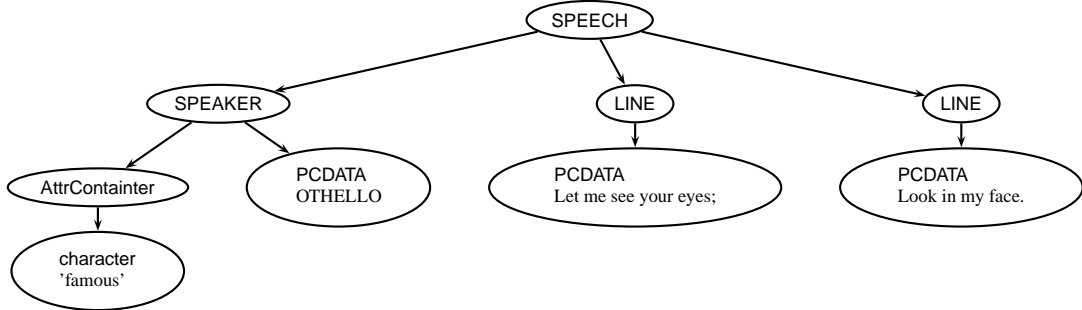 SPEECH
SPEAKER
LINE
LINE
AttrContainter
PCDATA
OTHELLO
PCDATA
Let me see your eyes;
PCDATA
Look in my face.
character
’famous’